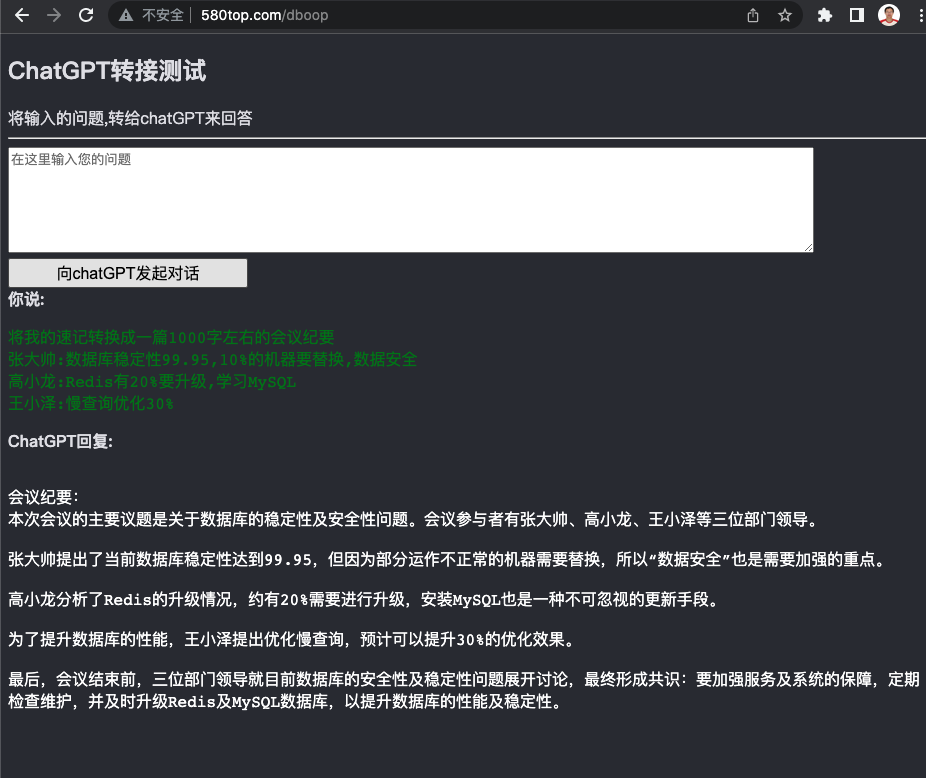 不安全 580top.com/dboop
ChatGPT转接测试
将输入的问题,转给chatGPT来回答
在这里输入您的问题
向chatGPT发起对话
你说:
将我的速记转换成一篇1000字左右的会议纪要
张大帅:数据库稳定性99.95,10%的机器要替换,数据安全
高小龙:Redis有20%要升级,学习MySQL
王小泽:慢查询优化30%
ChatGPT回复:
会议纪要：
本次会议的主要议题是关于数据库的稳定性及安全性问题。会议参与者有张大帅、高小龙、王小泽等三位部门领导。
张大帅提出了当前数据库稳定性达到99.95，但因为部分运作不正常的机器需要替换，所以“数据安全”也是需要加强的重点。
高小龙分析了Redis的升级情况，约有20%需要进行升级，安装MySQL也是一种不可忽视的更新手段。
为了提升数据库的性能，王小泽提出优化慢查询，预计可以提升30%的优化效果。
最后，会议结束前，三位部门领导就目前数据库的安全性及稳定性问题展开讨论，最终形成共识：要加强服务及系统的保障，定期
检查维护，并及时升级Redis及MySQL数据库，以提升数据库的性能及稳定性。